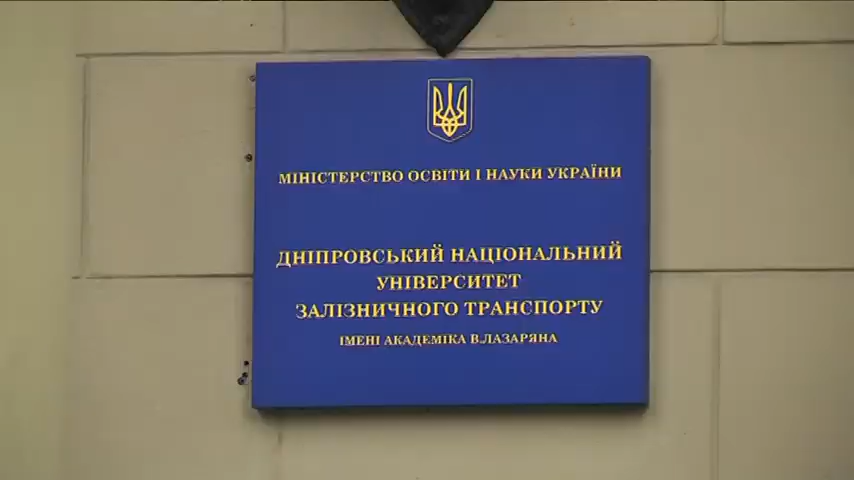 МІНІСТЕРСТВО ОСВІТИ І НАУКИ УКРАЇНИ
ДНІПРОВСЬКИЙ НАЦІОНАЛЬНИЙ
УНІВЕРСИТЕТ
ЗАЛІЗНИЧНОГО ТРАНСПОРТУ
ІМЕНІ АКАДЕМІКА В.ЛАЗАРЯНА